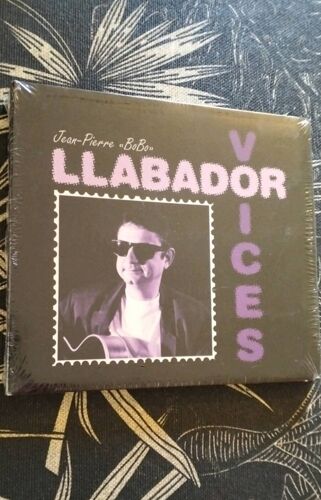 Jean-Pierre «BoBo»
LLABADOR
VOICES